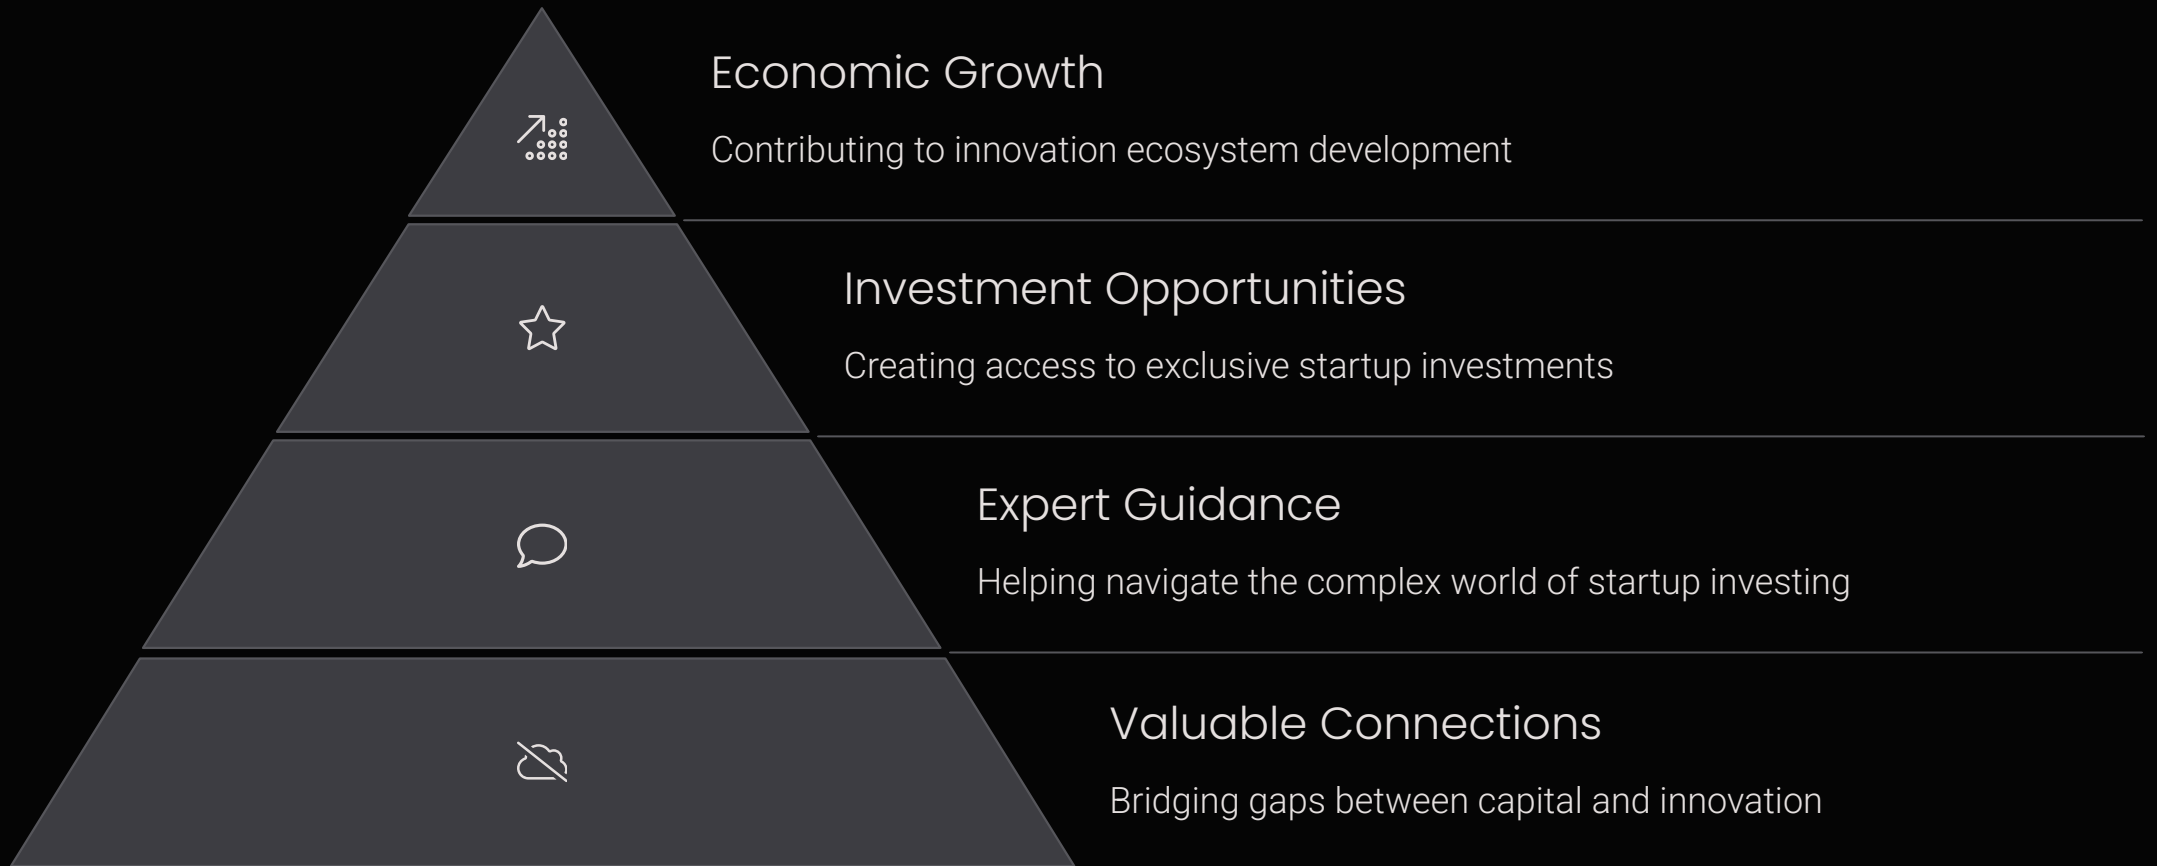 Economic Growth
Contributing to innovation ecosystem development
Investment Opportunities
Creating access to exclusive startup investments
Expert Guidance
Helping navigate the complex world of startup investing
Valuable Connections
Bridging gaps between capital and innovation